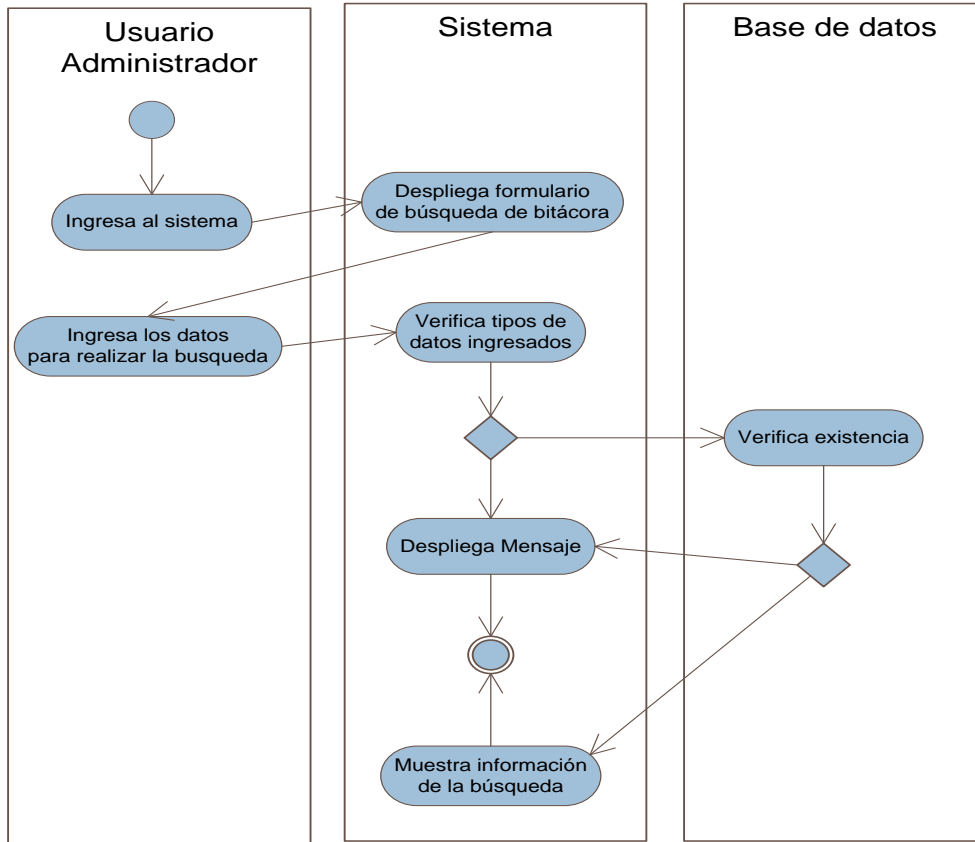 Usuario
Administrador
Sistema
Base de datos
Ingresa al sistema
Despliega formulario
de búsqueda de bitácora
Ingresa los datos
para realizar la busqueda
Verifica tipos de
datos ingresados
Verifica existencia
Despliega Mensaje
Muestra información
de la búsqueda